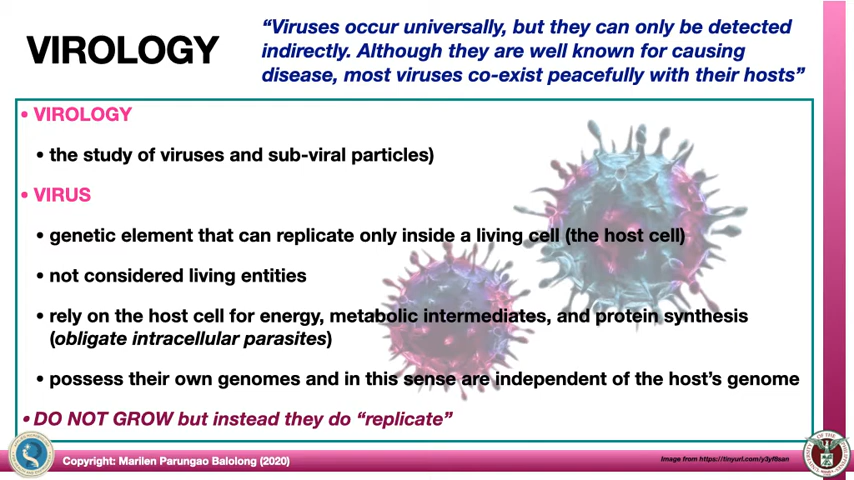 VIROLOGY
“Viruses occur universally, but they can only be detected
indirectly. Although they are well known for causing
disease, most viruses co-exist peacefully with their hosts”
• VIROLOGY
• the study of viruses and sub-viral particles)
• VIRUS
• genetic element that can replicate only inside a living cell (the host cell)
• not considered living entities
• rely on the host cell for energy, metabolic intermediates, and protein synthesis
(obligate intracellular parasites)
• possess their own genomes and in this sense are independent of the host’s genome
• DO NOT GROW but instead they do “replicate”
Copyright: Marilen Parungao Balolong (2020)
Image from
UNIVERSITY OF THE